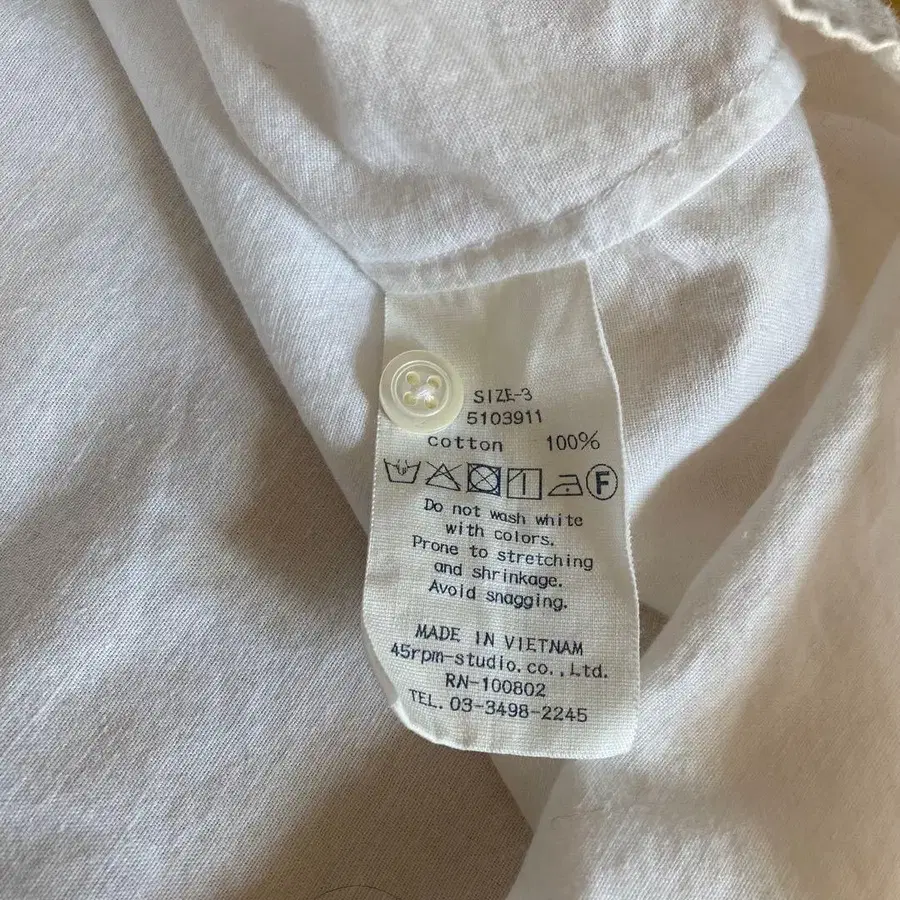 SIZE-3
5103911
cotton 100%
F
Do not wash white
with colors.
Prone to stretching
and shrinkage.
Avoid snagging.
MADE IN VIETNAM
45rpm-studio.co.,Ltd.
RN-100802
TEL. 03-3498-2245